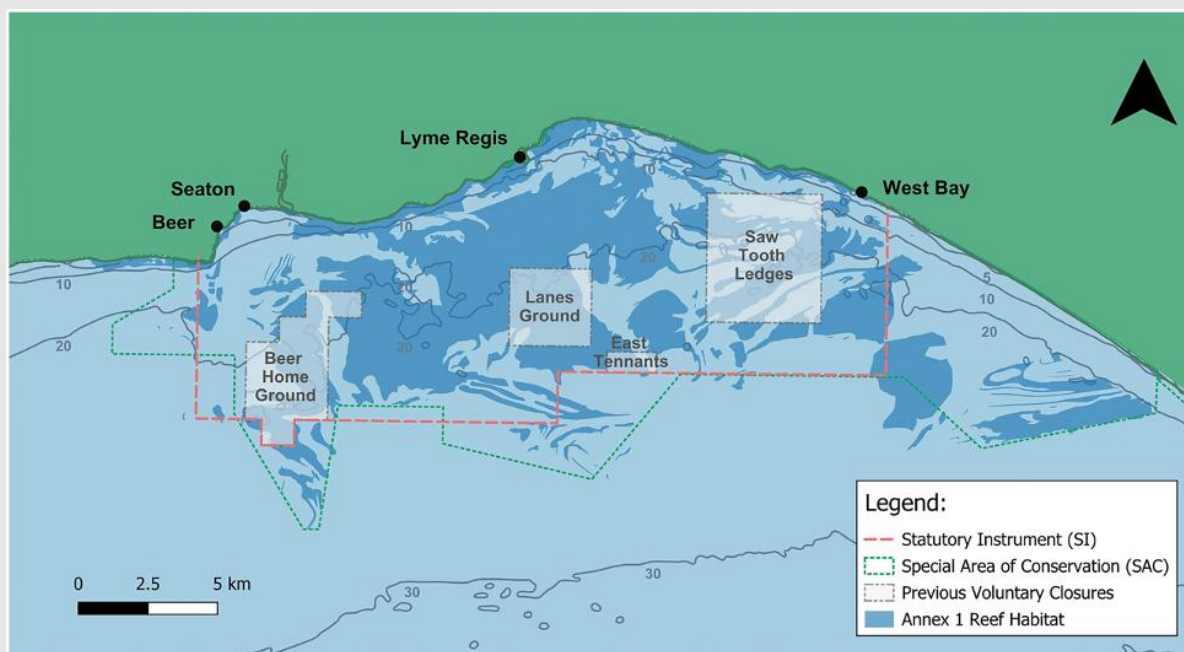 Lyme Regis
Seaton
Beer
West Bay
10
10
20
Saw
Tooth
Ledges
5
10
20
10
20
20
20
Lanes
Ground
East
Tennants
Beer
Home
Ground
30
30
0 2.5 5 km
Legend:
Statutory Instrument (SI)
Special Area of Conservation (SAC)
Previous Voluntary Closures
Annex 1 Reef Habitat